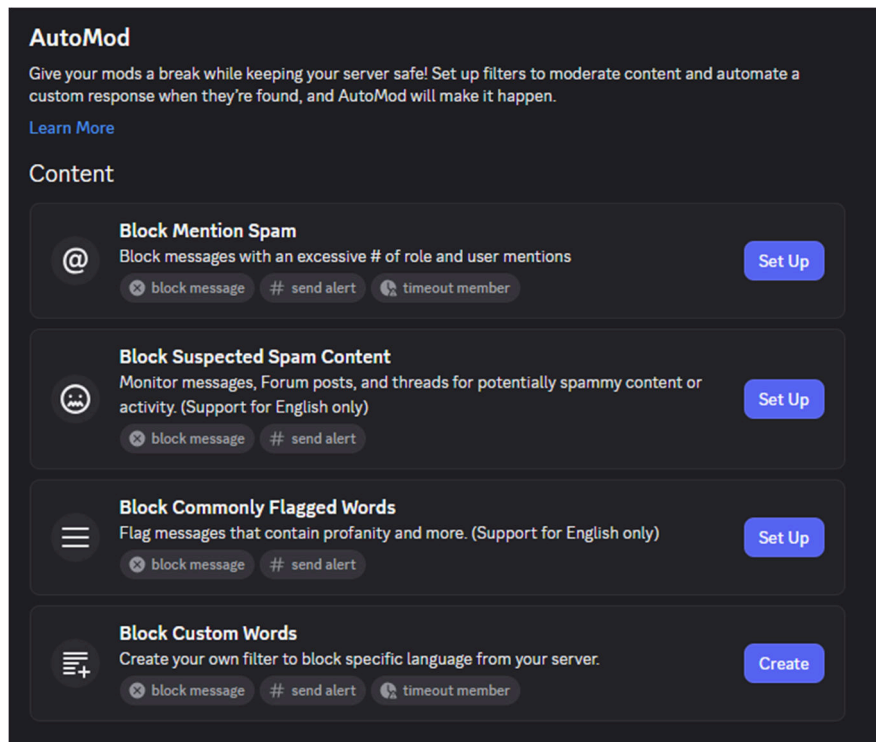 AutoMod
Give your mods a break while keeping your server safe! Set up filters to moderate content and automate a
custom response when they're found, and AutoMod will make it happen.
Learn More
Content
@
Block Mention Spam
Block messages with an excessive # of role and user mentions
block message # send alert timeout member
Set Up
Block Suspected Spam Content
Monitor messages, Forum posts, and threads for potentially spammy content or
activity. (Support for English only)
block message # send alert
Set Up
Block Commonly Flagged Words
Flag messages that contain profanity and more. (Support for English only)
block message # send alert
Set Up
Block Custom Words
Create your own filter to block specific language from your server.
block message # send alert timeout member
Create